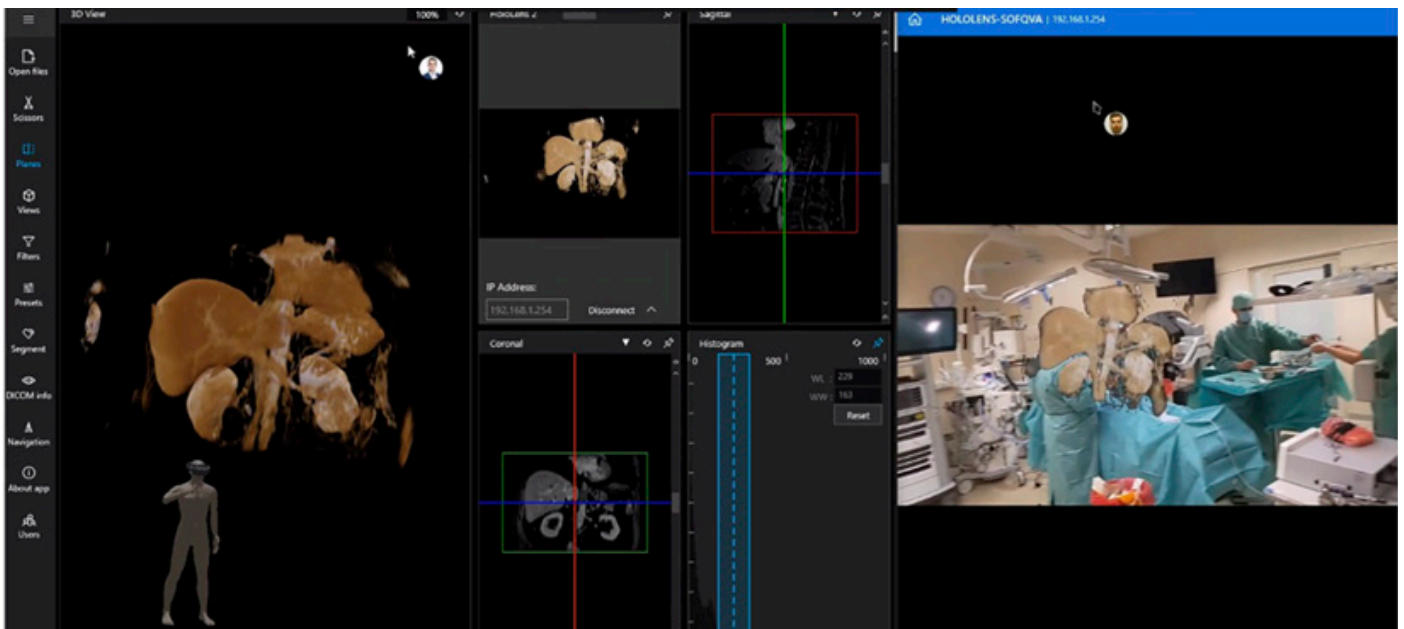 3D View
100%
HoloLens 2
Sagittal
HOLOLENS-SOFQVA | 192.168.1.254
Open files
Scissors
Planes
Views
Filters
Presets
Segment
DICOM info
Navigation
About app
Users
IP Address:
192.168.1.254
Disconnect
Coronal
Histogram
0
500
1000
WL : 229
WW : 163
Reset